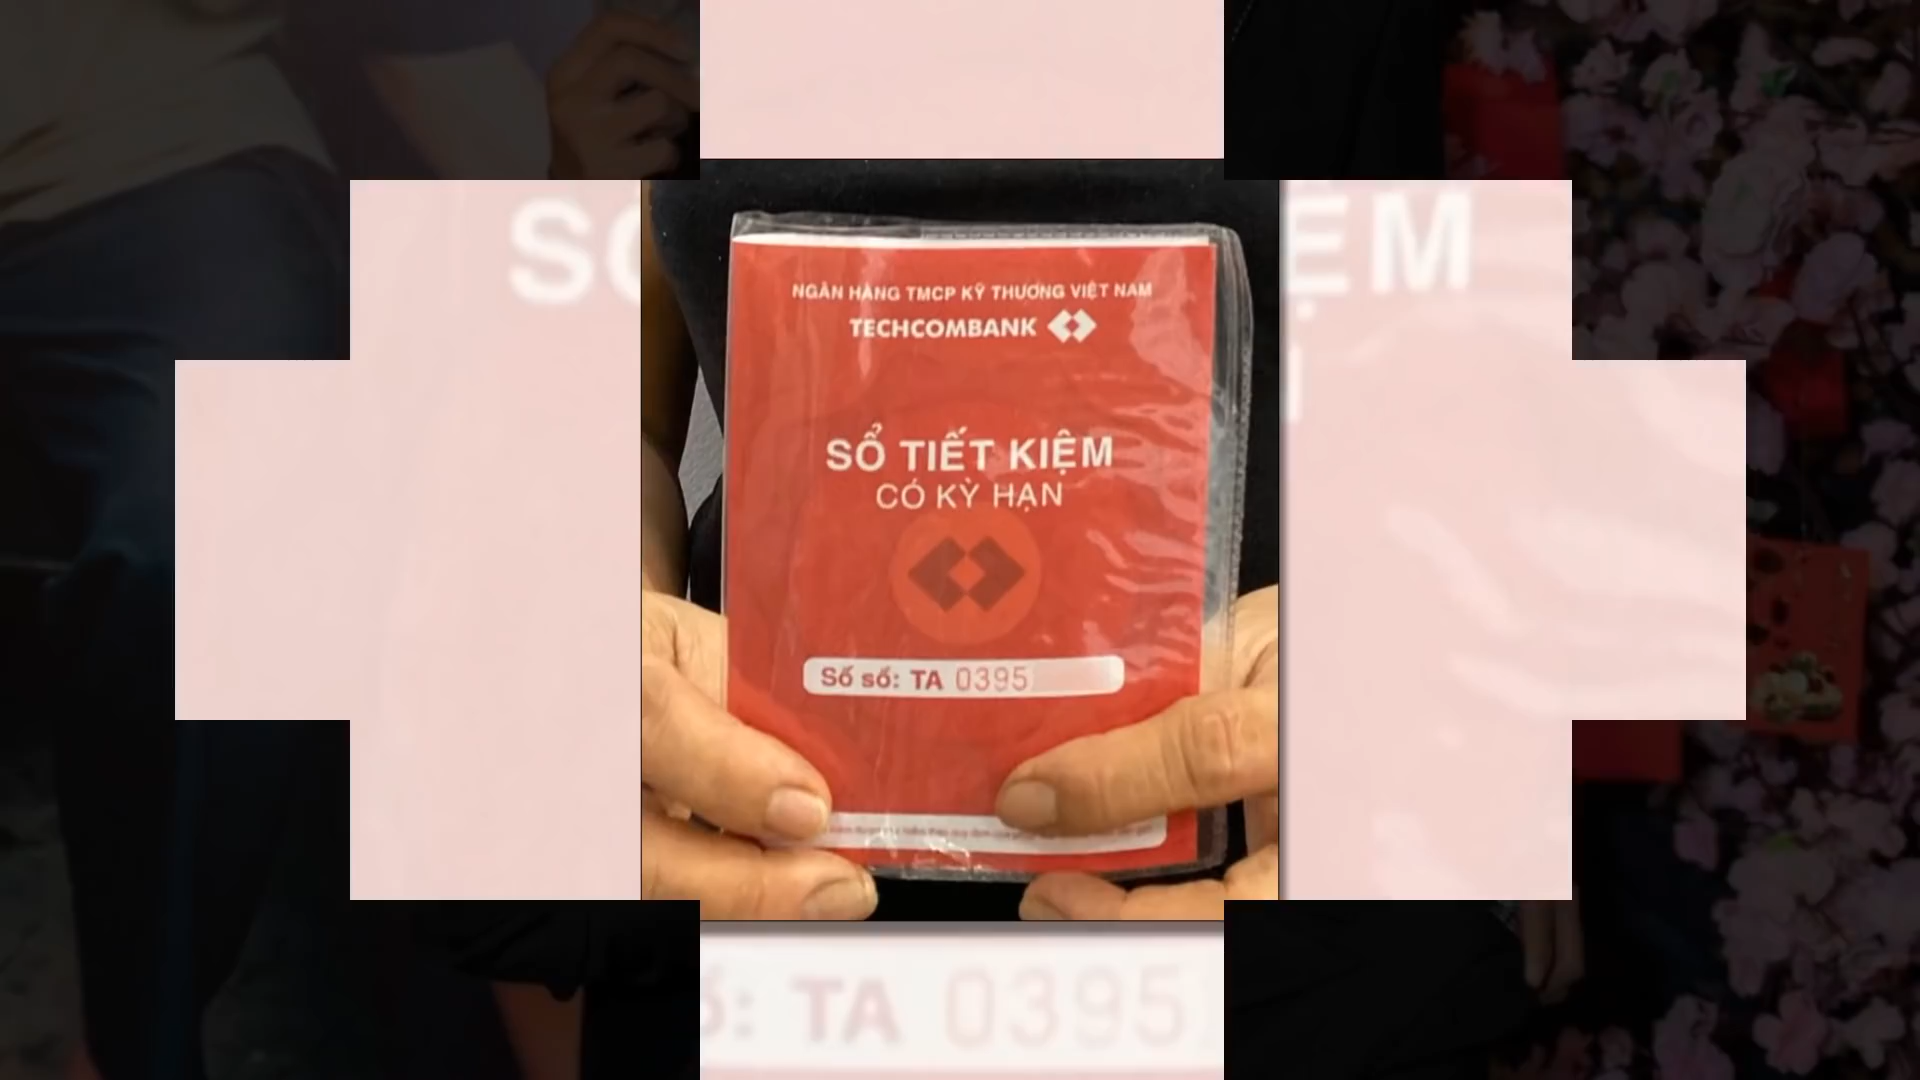 NGÂN HÀNG TMCP KỸ THƯƠNG VIỆT NAM
TECHCOMBANK
SỔ TIẾT KIỆM
CÓ KỲ HẠN
Số sổ: TA 0395
ỆM
TA 0395